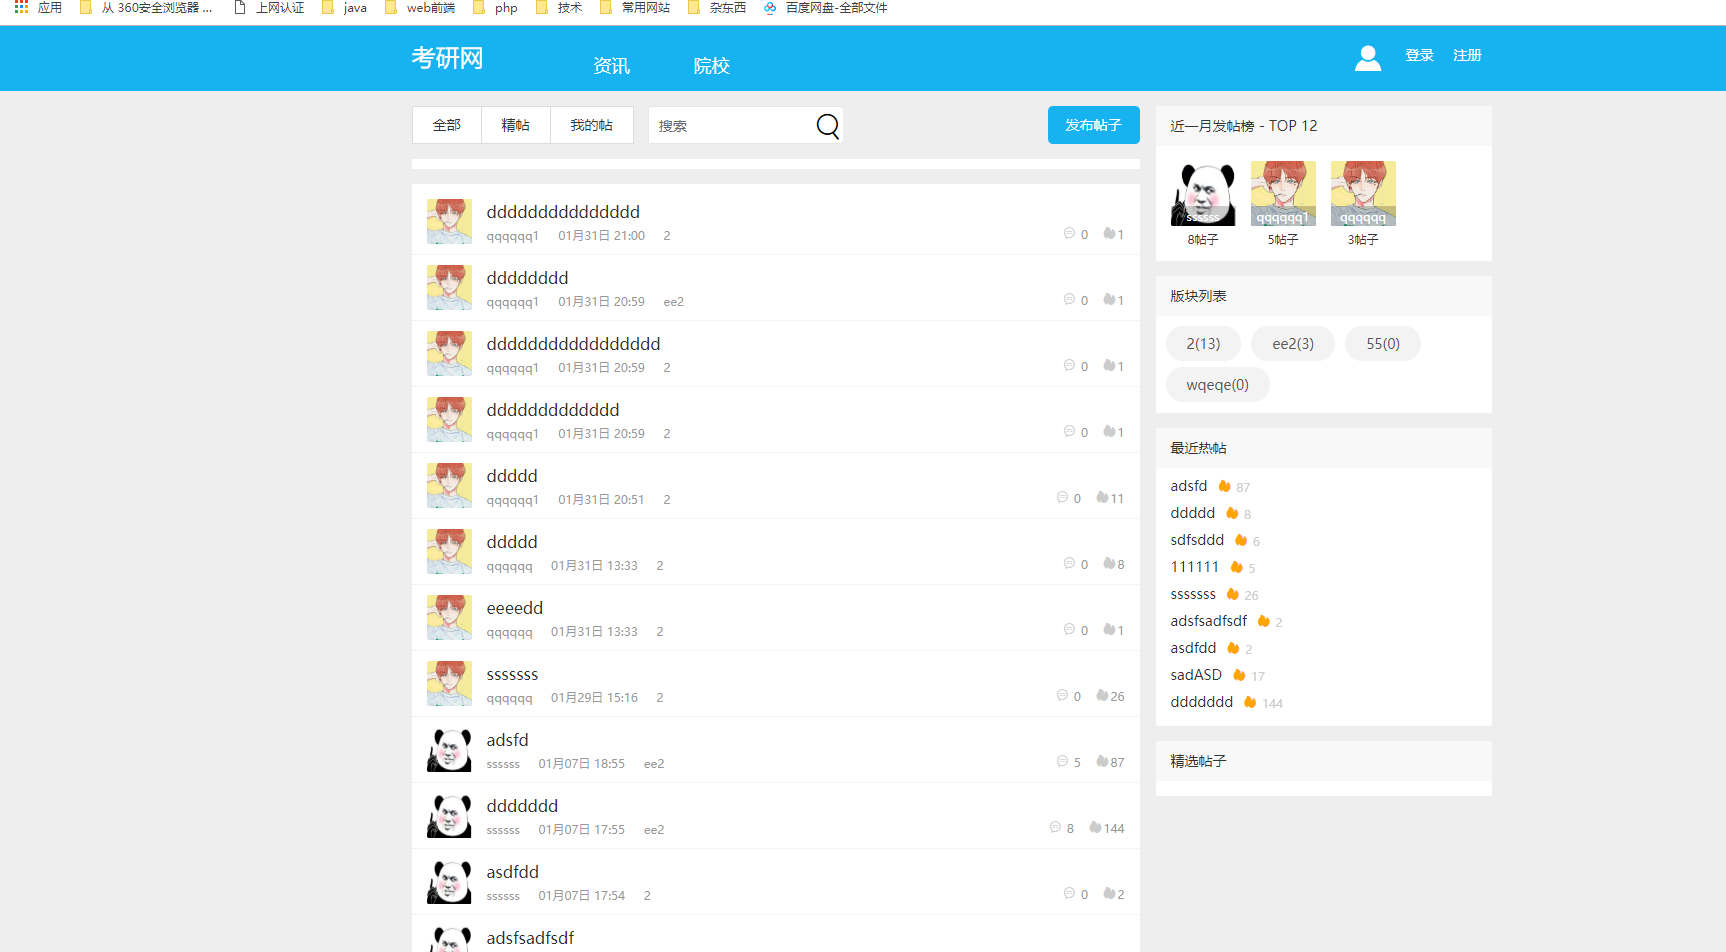 应用 从 360安全浏览器 ... 上网认证 java web前端 php 技术 常用网站 杂东西 百度网盘-全部文件
考研网 资讯 院校 登录 注册
全部 精帖 我的帖 搜索 发布帖子
dddddddddddddddd
qqqqqq1 01月31日 21:00 2 0 1
dddddddd
qqqqqq1 01月31日 20:59 ee2 0 1
ddddddddddddddddd
qqqqqq1 01月31日 20:59 2 0 1
ddddddddddddd
qqqqqq1 01月31日 20:59 2 0 1
ddddd
qqqqqq1 01月31日 20:51 2 0 11
ddddd
qqqqqq 01月31日 13:33 2 0 8
eeeedd
qqqqqq 01月31日 13:33 2 0 1
sssssss
qqqqqq 01月29日 15:16 2 0 26
adsfd
ssssss 01月07日 18:55 ee2 5 87
ddddddd
ssssss 01月07日 17:55 ee2 8 144
asdfdd
ssssss 01月07日 17:54 2 0 2
adsfsadfsdf
近一月发帖榜 - TOP 12
ssssss qqqqqq1 qqqqqq
8帖子 5帖子 3帖子
版块列表
2(13) ee2(3) 55(0)
wqeqe(0)
最近热帖
adsfd 87
ddddd 8
sdfsddd 6
111111 5
sssssss 26
adsfsadfsdf 2
asdfdd 2
sadASD 17
ddddddd 144
精选帖子